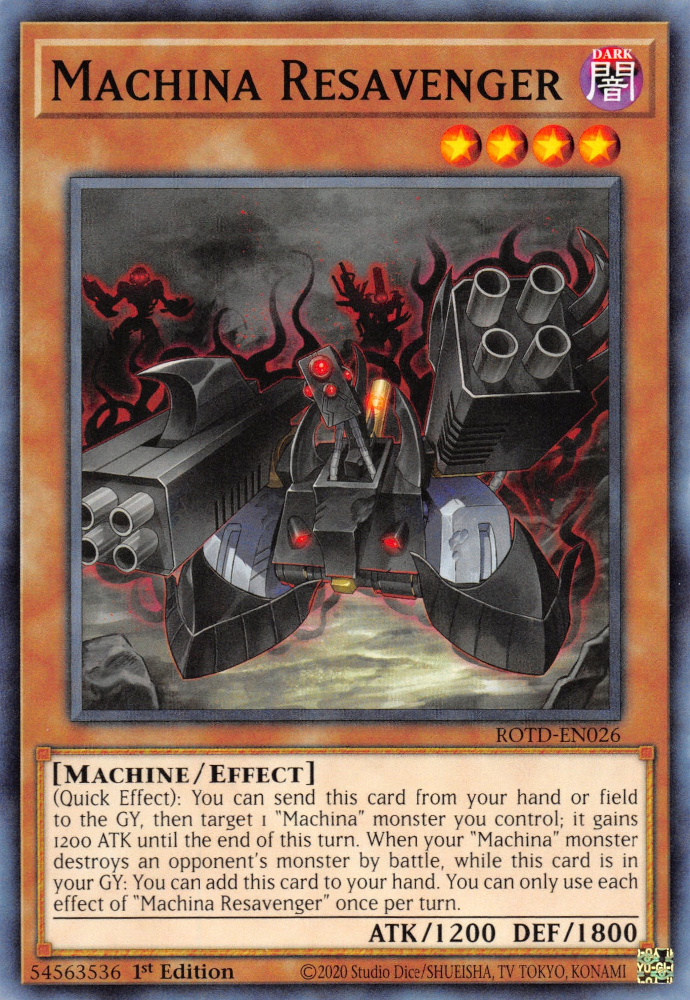 MACHINA RESAVENGER
DARK
闇
ROTD-EN026
[MACHINE/EFFECT]
(Quick Effect): You can send this card from your hand or field
to the GY, then target 1 "Machina" monster you control; it gains
1200 ATK until the end of this turn. When your "Machina" monster
destroys an opponent's monster by battle, while this card is in
your GY: You can add this card to your hand. You can only use each
effect of "Machina Resavenger" once per turn.
ATK/1200 DEF/1800
54563536 1st Edition ©2020 Studio Dice/SHUEISHA, TV TOKYO, KONAMI